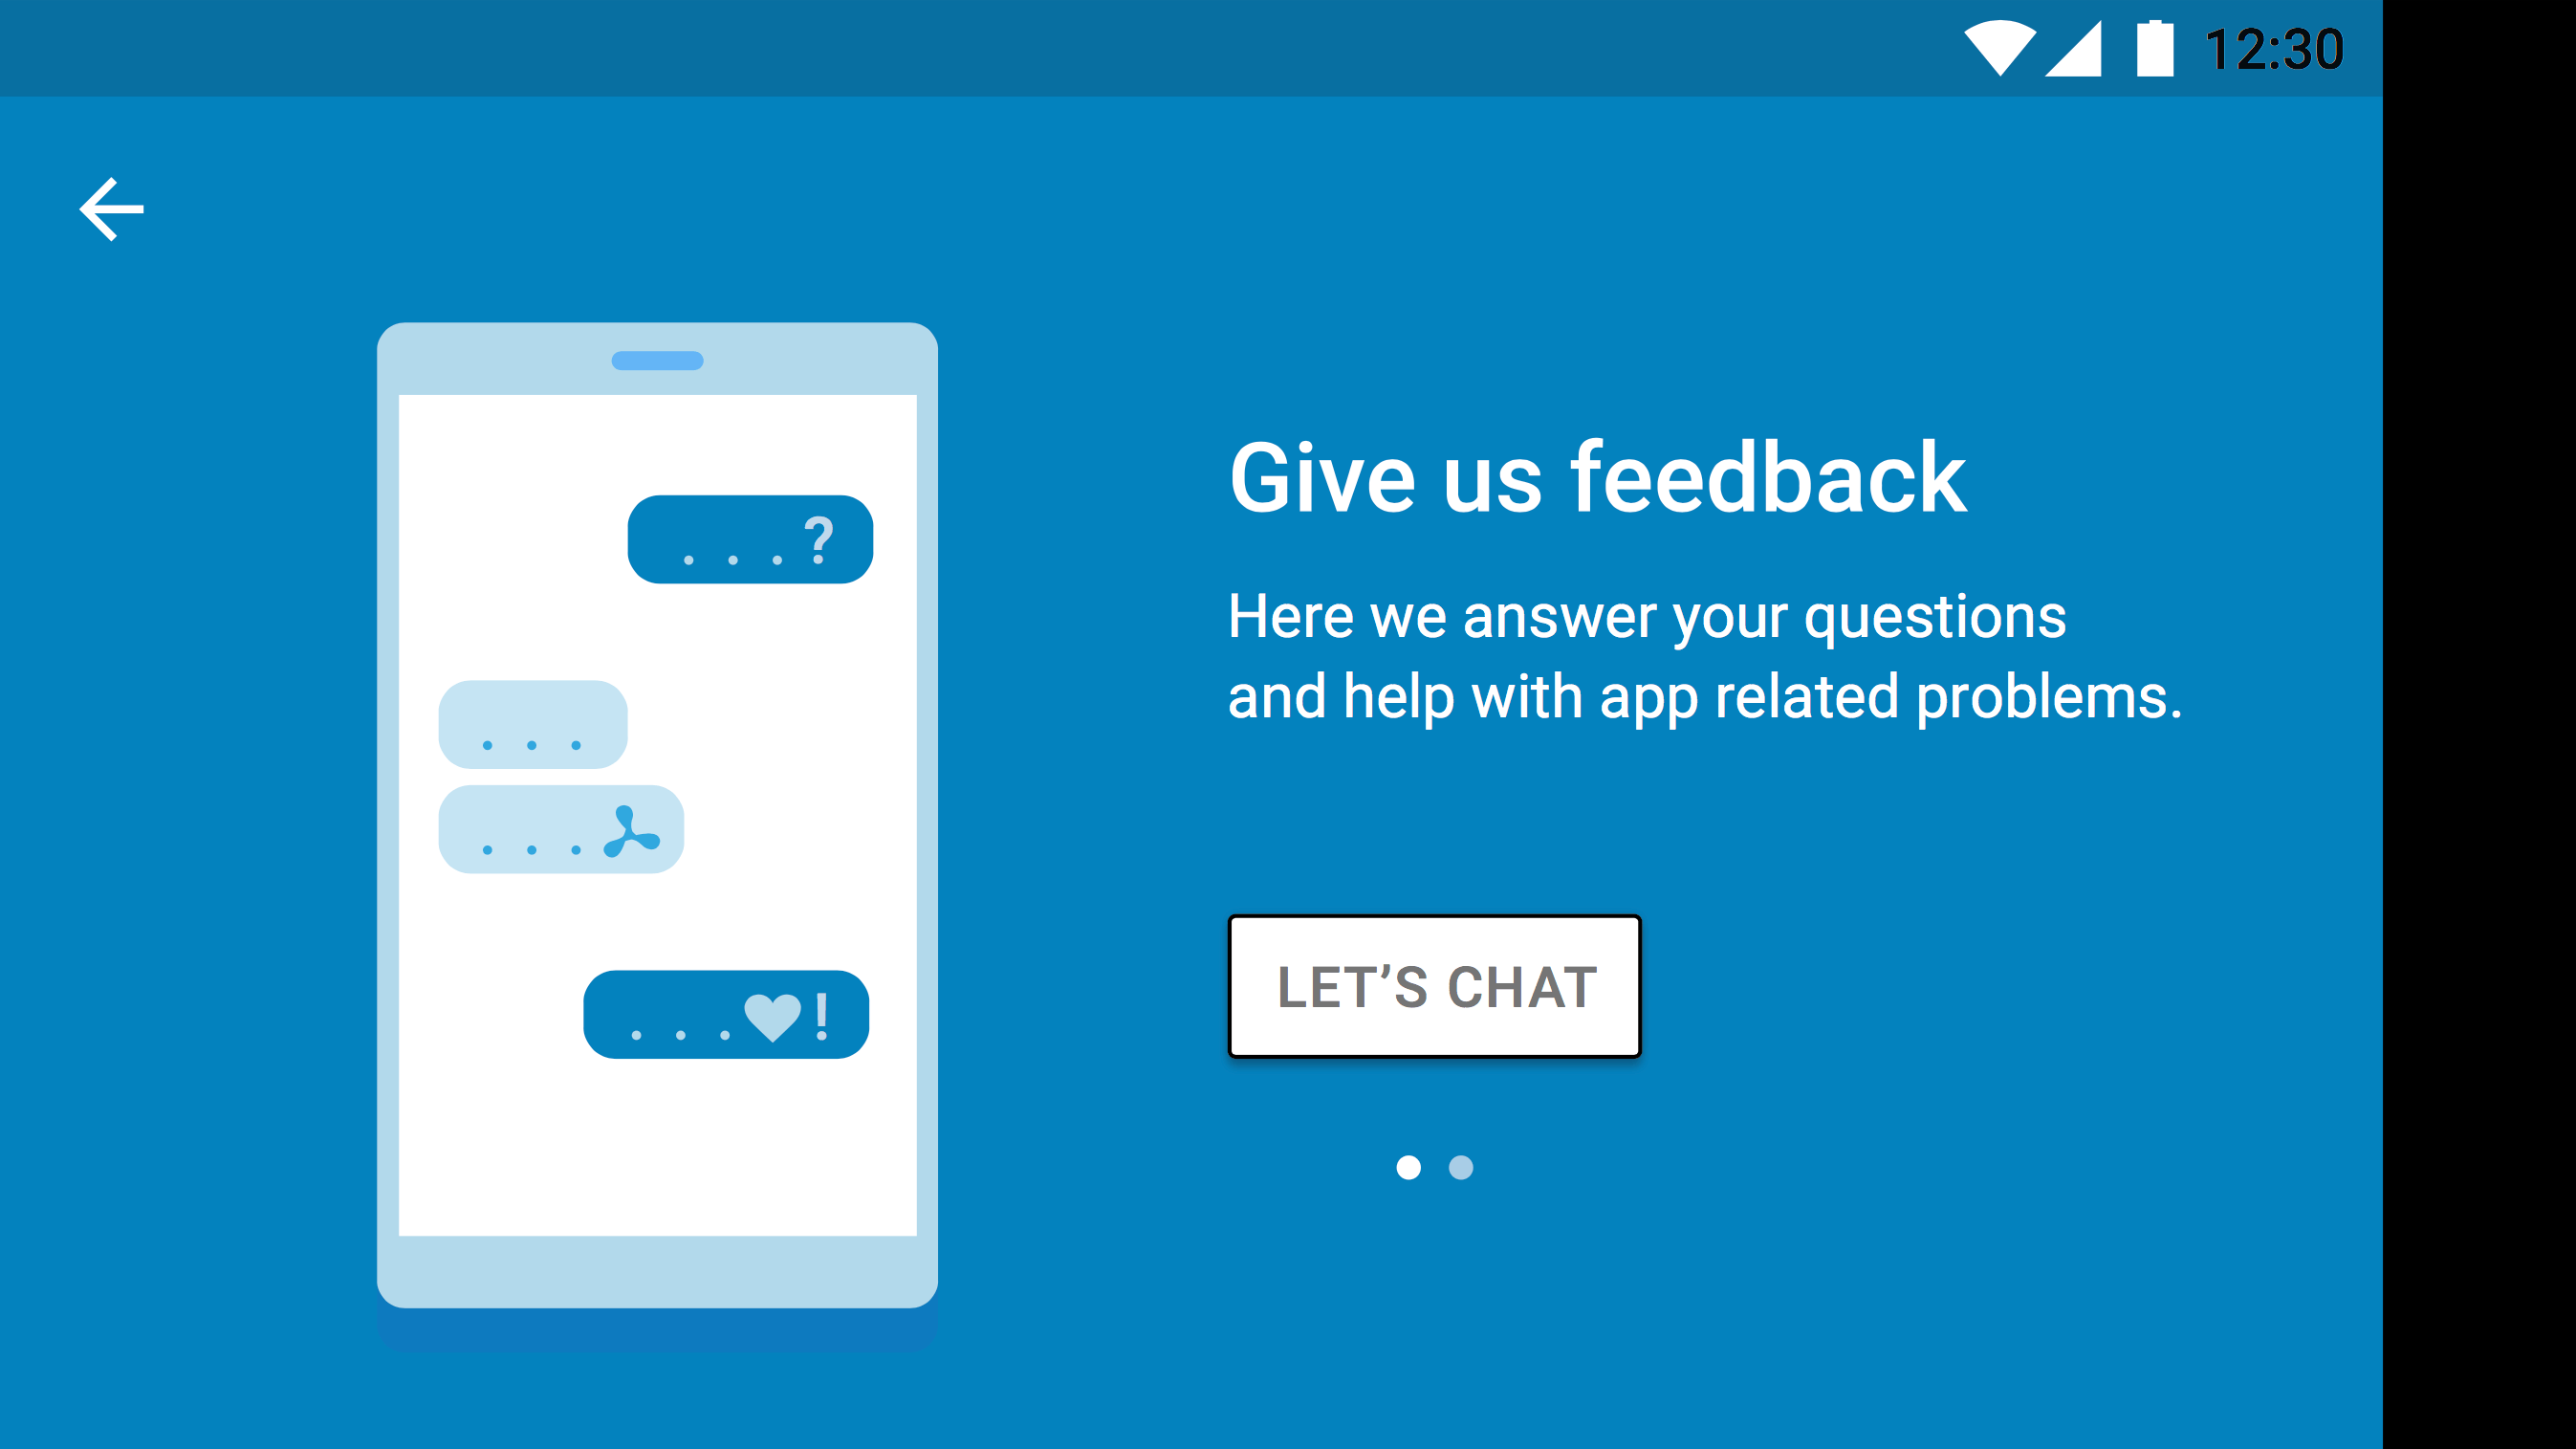 12:30
Give us feedback
Here we answer your questions
and help with app related problems.
. . . ?
. . .
. . .
. . . !
LET’S CHAT